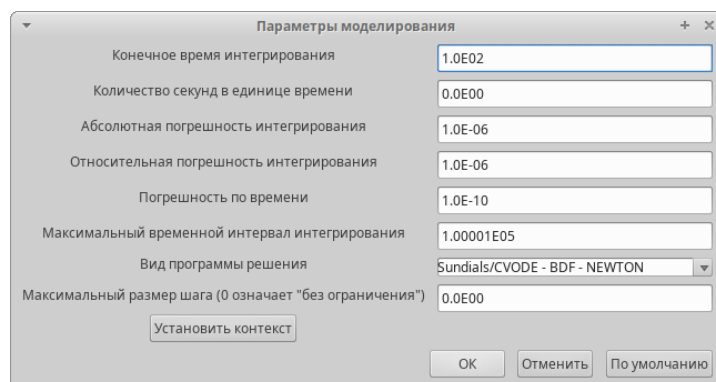 Параметры моделирования
Конечное время интегрирования 1.0E02
Количество секунд в единице времени 0.0E00
Абсолютная погрешность интегрирования 1.0E-06
Относительная погрешность интегрирования 1.0E-06
Погрешность по времени 1.0E-10
Максимальный временной интервал интегрирования 1.00001E05
Вид программы решения Sundials/CVODE - BDF - NEWTON
Максимальный размер шага (0 означает "без ограничения") 0.0E00
Установить контекст
ОК Отменить По умолчанию